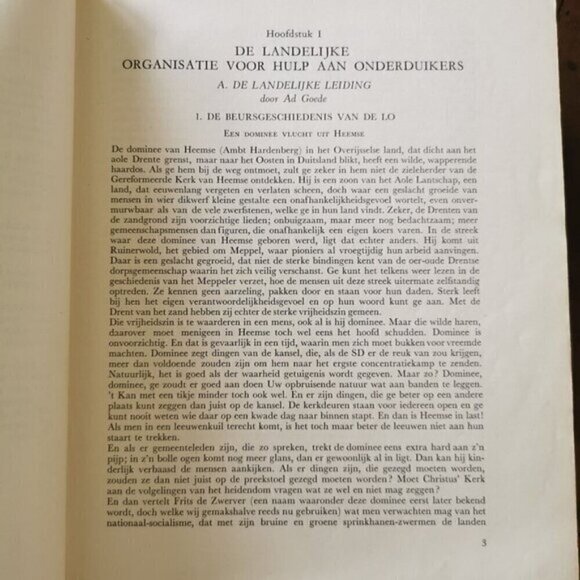 Hoofdstuk I
DE LANDELIJKE
ORGANISATIE VOOR HULP AAN ONDERDUIKERS
A. DE LANDELIJKE LEIDING
door Ad Goede
I. DE BEURSGESCHIEDENIS VAN DE LO
EEN DOMINEE VLUCHT UIT HEEMSE
De dominee van Heemse (Ambt Hardenberg) in het Overijsselse land, dat dicht aan het
aole Drente grenst, maar naar het Oosten in Duitsland blikt, heeft een wilde, wapperende
haardos. Als ge hem bij de weg ontmoet, zult ge zeker in hem niet de zieleherder van de
Gereformeerde Kerk van Heemse ontdekken. Hij is een zoon van het Aole Lantschap, een
land, dat eeuwenlang vergeten en verlaten scheen, doch waar een geslacht groeide van
mensen in wier dikwerf kleine gestalte een onafhankelijkheidsgevoel wortelt, even onver-
murwbaar als van de vele zwerfstenen, welke ge in hun land vindt. Zeker, de Drenten van
de zandgrond zijn voorzichtige lieden; onbuigzaam, maar meer nog bedachtzaam; meer
gemeenschapsmensen dan figuren, die onafhankelijk een eigen koers varen. In de streek
waar deze dominee van Heemse geboren werd, ligt dat echter anders. Hij komt uit
Ruinerwold, het gebied om Meppel, waar pioniers al vroegtijdig hun arbeid aanvingen.
Daar is een geslacht gegroeid, dat niet de sterke bindingen kent van de oer-oude Drentse
dorpsgemeenschap waarin het zich veilig verschanst. Ge kunt het telkens weer lezen in de
geschiedenis van het Meppeler verzet, hoe de mensen uit deze streek uitermate zelfstandig
optreden. Ze kennen geen aarzeling, pakken door en staan voor hun daden. Sterk leeft
bij hen het eigen verantwoordelijkheidsgevoel en op hun woord kunt ge aan. Met de
Drent van het zand hebben zij echter de sterke vrijheidszin gemeen.
Die vrijheidszin is te waarderen in een mens, ook al is hij dominee. Maar die wilde haren,
daarover moet menigeen in Heemse toch wel eens het hoofd schudden. Dominee is
onvoorzichtig. En dat is gevaarlijk in een tijd, waarin men zich moet bukken voor vreemde
machten. Dominee zegt dingen van de kansel, die, als de SD er de reuk van zou krijgen,
meer dan voldoende zouden zijn om hem naar het ergste concentratiekamp te zenden.
Natuurlijk, het is goed als der waarheid getuigenis wordt gegeven. Maar zo? Dominee,
dominee, ge zoudt er goed aan doen Uw opbruisende natuur wat aan banden te leggen.
't Kan met een tikje minder toch ook wel. En er zijn dingen, die ge beter op een andere
plaats kunt zeggen dan juist op de kansel. De kerkdeuren staan voor iedereen open en ge
kunt nooit weten wie daar op een kwade dag naar binnen stapt. En dan is Heemse in last!
Als men in een leeuwenkuil terecht komt, is het toch maar beter de leeuwen niet aan hun
staart te trekken.
En als er gemeenteleden zijn, die zo spreken, trekt de dominee eens extra hard aan z'n
pijp; in z'n bolle ogen komt nog meer glans, dan er gewoonlijk al in ligt. Dan kan hij kin-
derlijk verbaasd de mensen aankijken. Als er dingen zijn, die gezegd moeten worden,
zouden ze dan niet juist op de preekstoel gezegd moeten worden? Moet Christus' Kerk
aan de volgelingen van het heidendom vragen wat ze wel en niet mag zeggen?
En dan vertelt Frits de Zwerver (een naam waaronder deze dominee eerst later bekend
wordt, doch welke wij gemakshalve reeds nu gebruiken) wat men verwachten mag van het
nationaal-socialisme, dat met zijn bruine en groene sprinkhanen-zwermen de landen
3